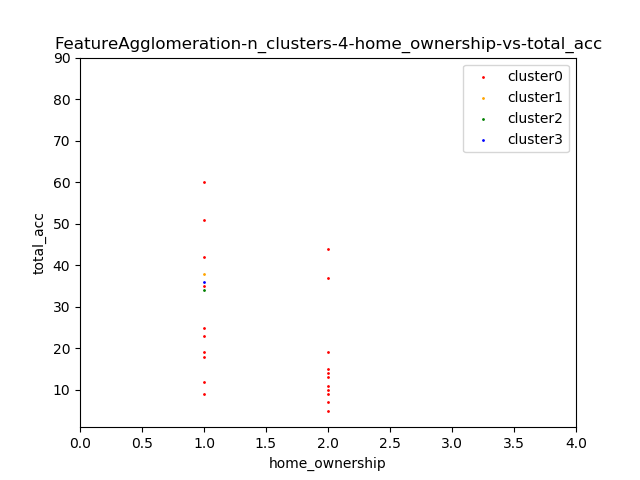 FeatureAgglomeration-n_clusters-4-home_ownership-vs-total_acc
90
80
70
60
50
40
30
20
10
total_acc
cluster0
cluster1
cluster2
cluster3
0.0 0.5 1.0 1.5 2.0 2.5 3.0 3.5 4.0
home_ownership